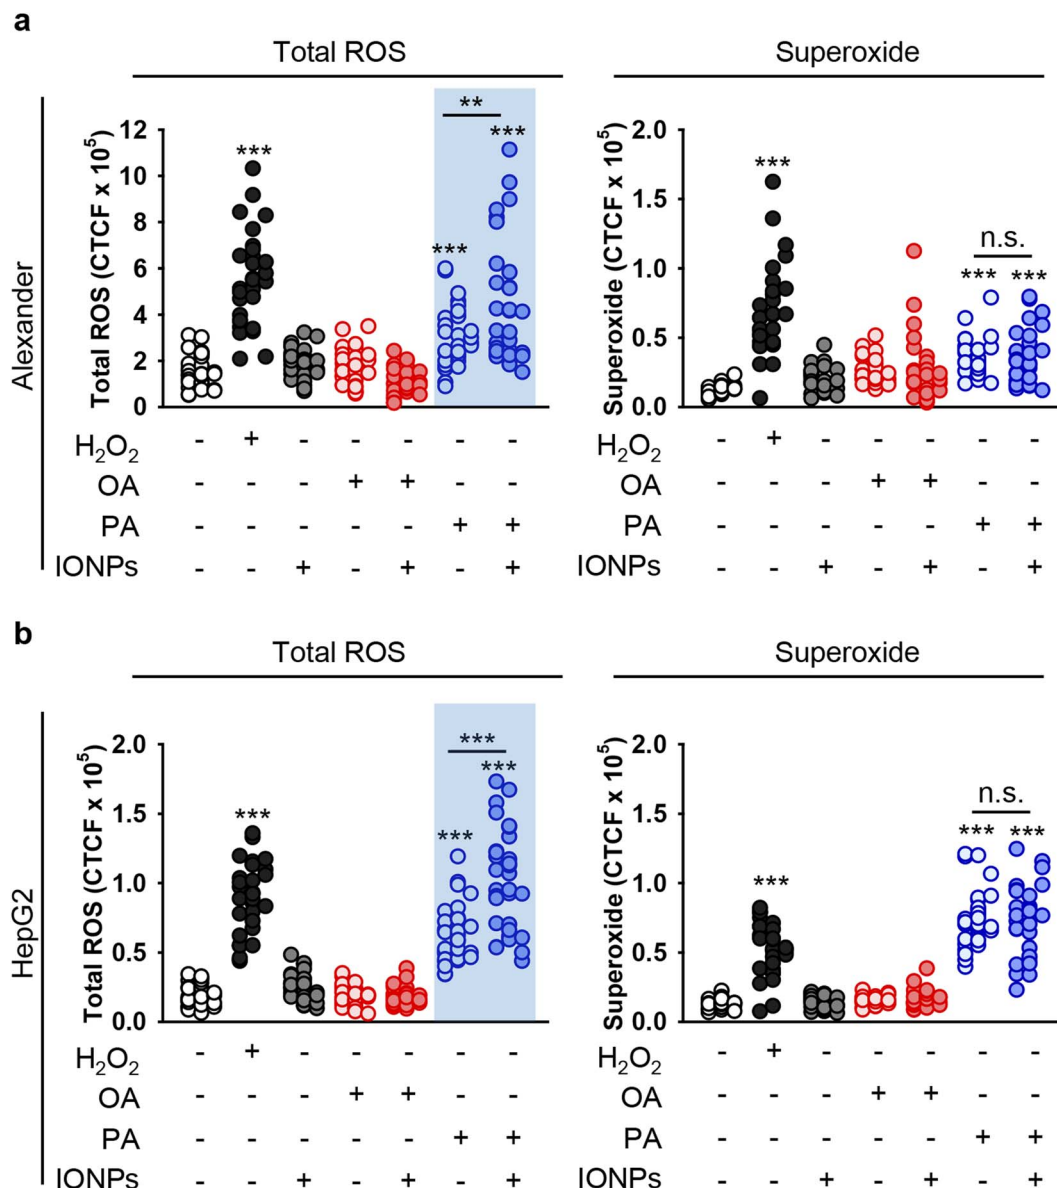 a
Total ROS
Superoxide
Alexander
Total ROS (CTCF x 10⁵)
12
10
8
6
4
2
0
***
***
**
***
Superoxide (CTCF x 10⁵)
2.0
1.5
1.0
0.5
0.0
***
n.s.
***
***
H₂O₂ - + - - - - -
OA - - - + + - -
PA - - - - - + +
IONPs - - + - + - +
- + - - - - -
H₂O₂
OA - - - + + - -
PA - - - - - + +
IONPs - - + - + - +
b
Total ROS
Superoxide
HepG2
Total ROS (CTCF x 10⁵)
2.0
1.5
1.0
0.5
0.0
***
***
***
***
Superoxide (CTCF x 10⁵)
2.0
1.5
1.0
0.5
0.0
***
n.s.
***
***
H₂O₂ - + - - - - -
OA - - - + + - -
PA - - - - - + +
IONPs - - + - + - +
H₂O₂ - + - - - - -
OA - - - + + - -
PA - - - - - + +
IONPs - - + - + - +